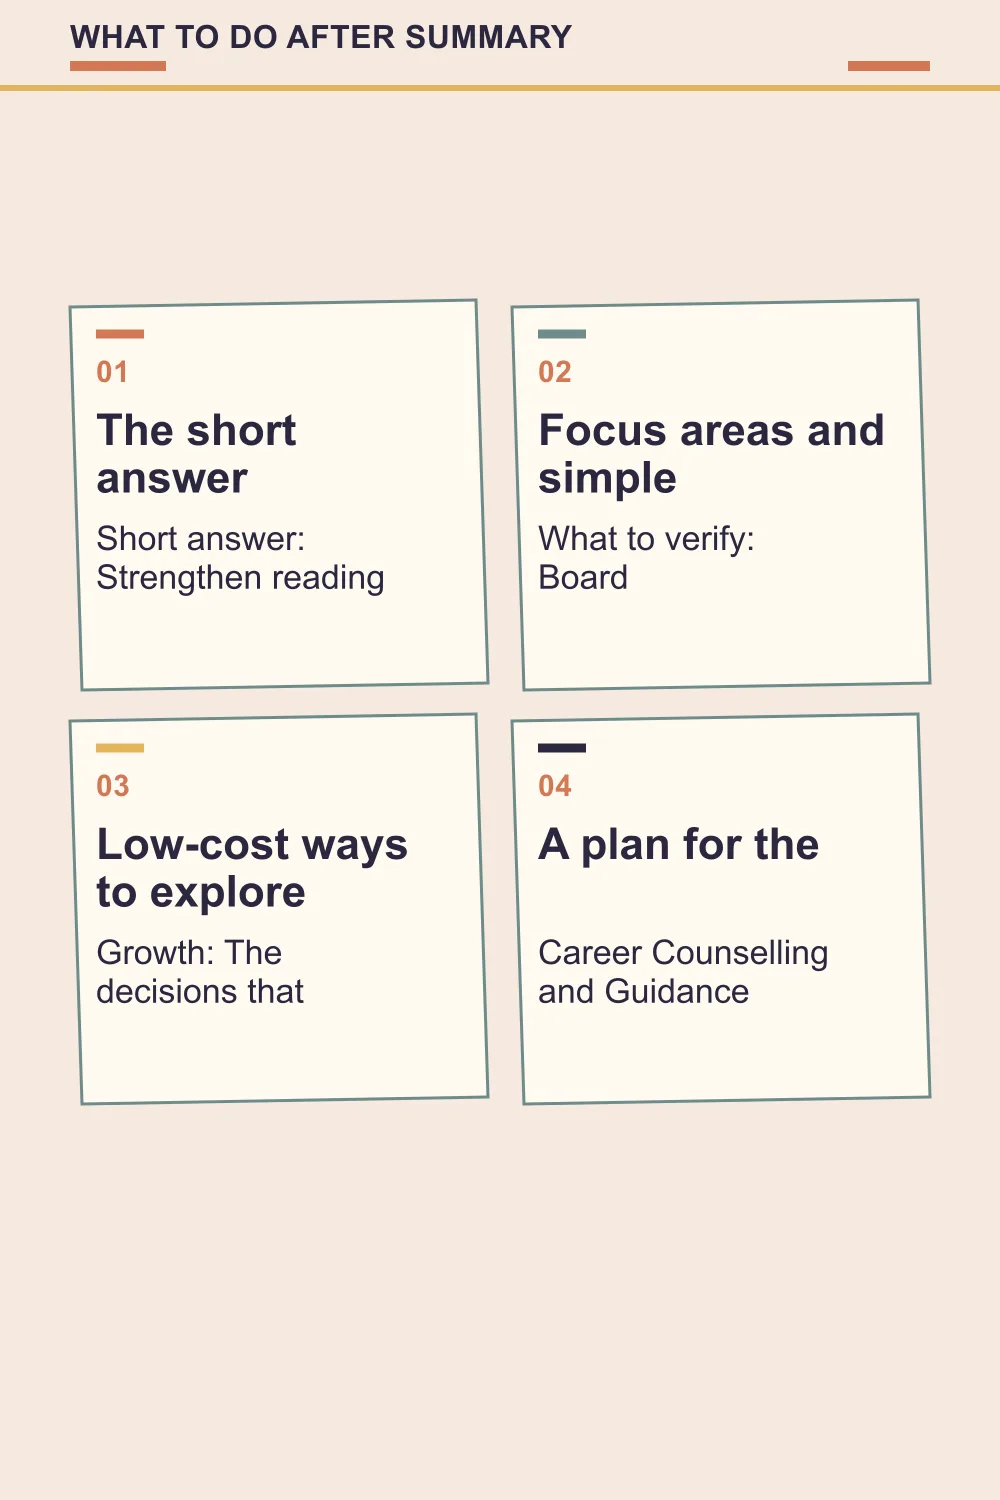 WHAT TO DO AFTER SUMMARY
01
The short
answer
Short answer:
Strengthen reading
02
Focus areas and
simple
What to verify:
Board
03
Low-cost ways
to explore
Growth: The
decisions that
04
A plan for the
Career Counselling
and Guidance